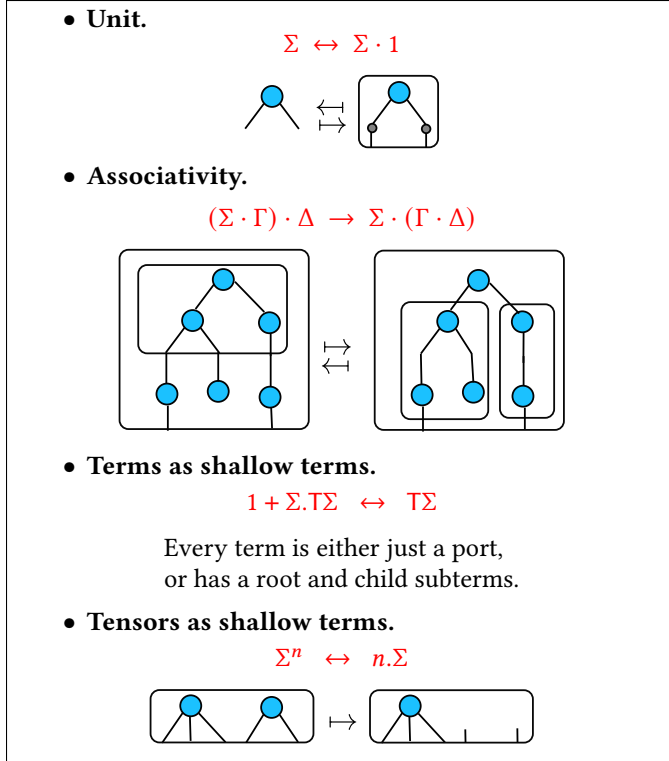 • Unit.
Σ ↔ Σ · 1
↤
↦
• Associativity.
(Σ · Γ) · Δ → Σ · (Γ · Δ)
↦
↤
• Terms as shallow terms.
1 + Σ.TΣ ↔ TΣ
Every term is either just a port,
or has a root and child subterms.
• Tensors as shallow terms.
Σⁿ ↔ n.Σ
↦